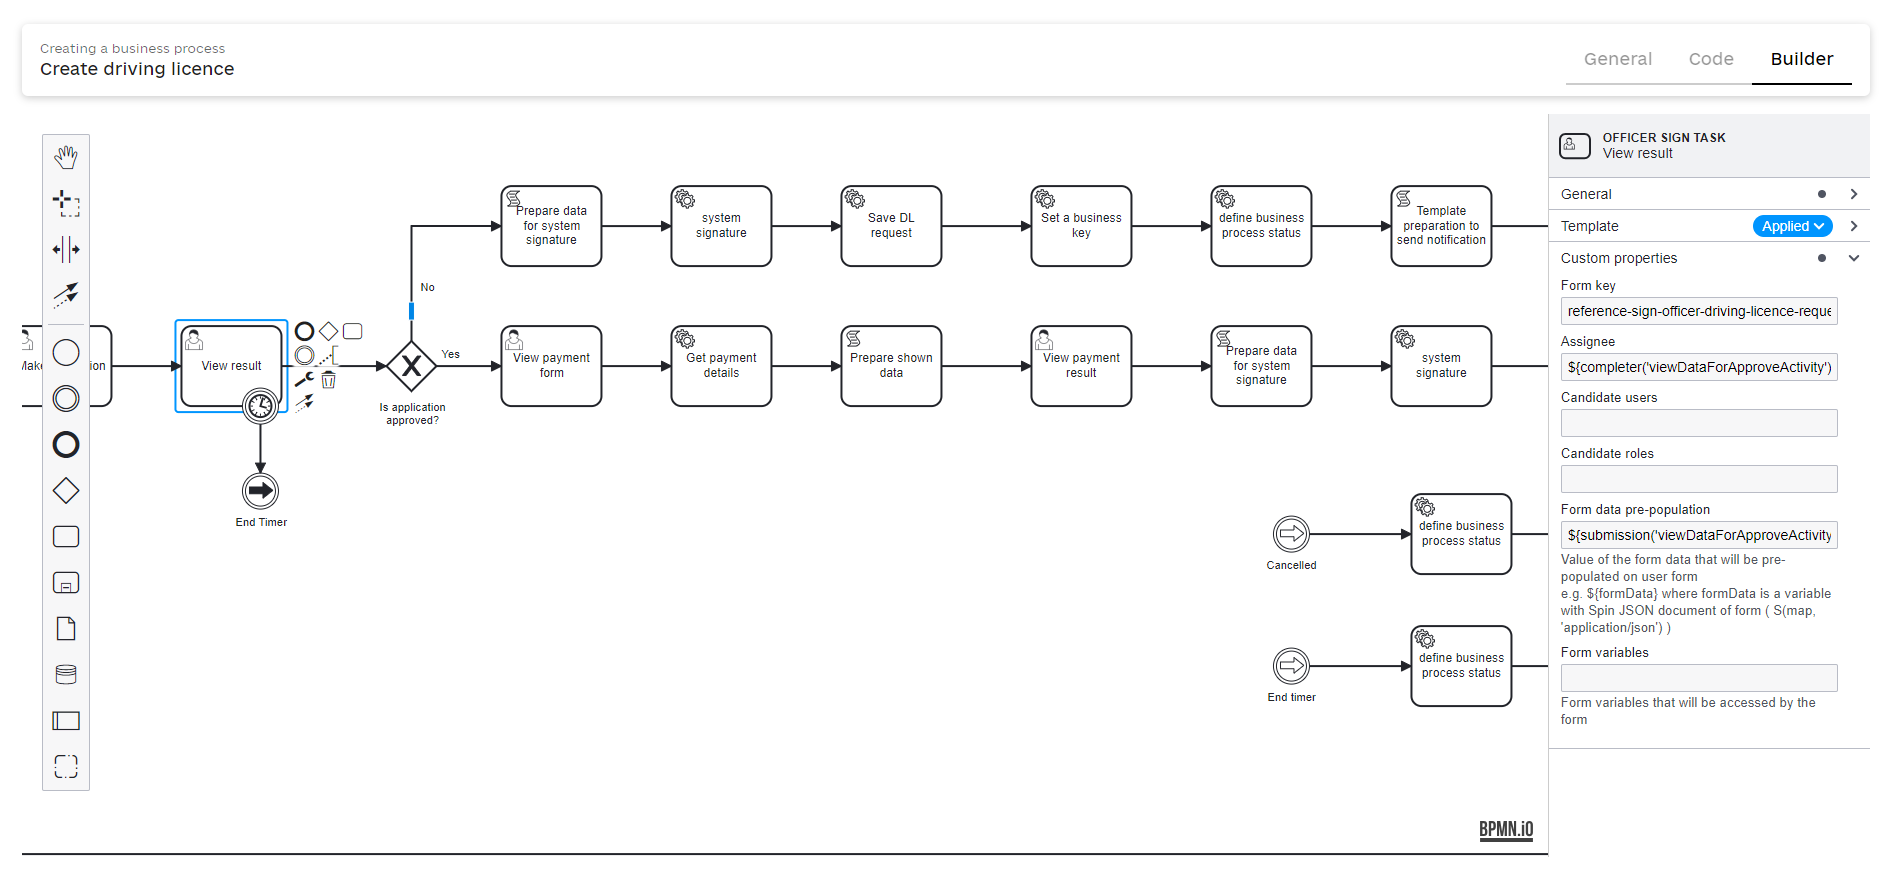 Creating a business process
Create driving licence
General
Code
Builder
Prepare data
for system
signature
system
signature
Save DL
request
Set a business
key
define business
process status
Template
preparation to
send notification
No
View result
Yes
Is application
approved?
View payment
form
Get payment
details
Prepare shown
data
View payment
result
Prepare data
for system
signature
system
signature
End Timer
Cancelled
define business
process status
End timer
define business
process status
BPMN.iO
OFFICER SIGN TASK
View result
General
Template
Applied
Custom properties
Form key
reference-sign-officer-driving-licence-reque
Assignee
${completer('viewDataForApproveActivity')
Candidate users
Candidate roles
Form data pre-population
${submission('viewDataForApproveActivity
Value of the form data that will be pre-
populated on user form
e.g. ${formData} where formData is a variable
with Spin JSON document of form ( S(map,
'application/json') )
Form variables
Form variables that will be accessed by the
form